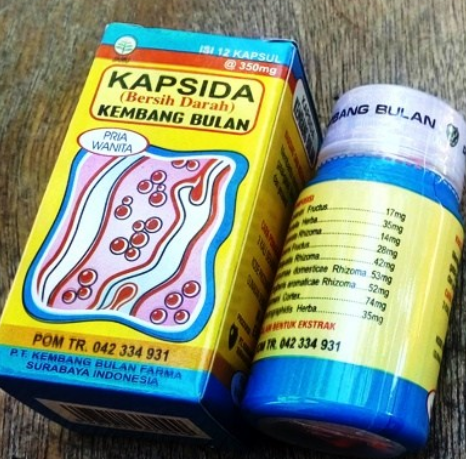 ISI 12 KAPSUL
@ 350mg
KAPSIDA
(Bersih Darah)
KEMBANG BULAN
PRIA
WANITA
POM TR. 042 334 931
P.T. KEMBANG BULAN FARMA
SURABAYA INDONESIA
BANG BULAN
Fructus 17mg
Herba 35mg
Rhizoma 14mg
Fructus 28mg
Rhizoma 42mg
domesticae Rhizoma 53mg
aromaticae Rhizoma 52mg
Cortex 74mg
Herba 35mg
BENTUK EKSTRAK
POM TR. 042 334 931